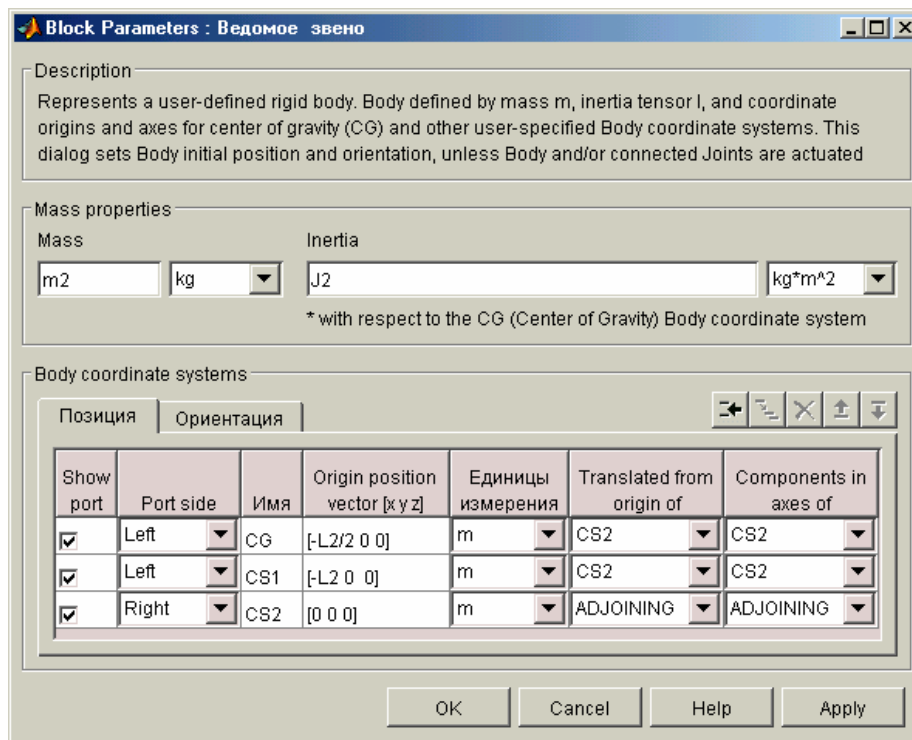 Block Parameters : Ведомое звено
Description
Represents a user-defined rigid body. Body defined by mass m, inertia tensor I, and coordinate
origins and axes for center of gravity (CG) and other user-specified Body coordinate systems. This
dialog sets Body initial position and orientation, unless Body and/or connected Joints are actuated
Mass properties
Mass Inertia
m2 kg J2 kg*m^2
* with respect to the CG (Center of Gravity) Body coordinate system
Body coordinate systems
Позиция Ориентация
Show port Port side Имя Origin position vector [x y z] Единицы измерения Translated from origin of Components in axes of
Left CG [-L2/2 0 0] m CS2 CS2
Left CS1 [-L2 0 0] m CS2 CS2
Right CS2 [0 0 0] m ADJOINING ADJOINING
OK Cancel Help Apply